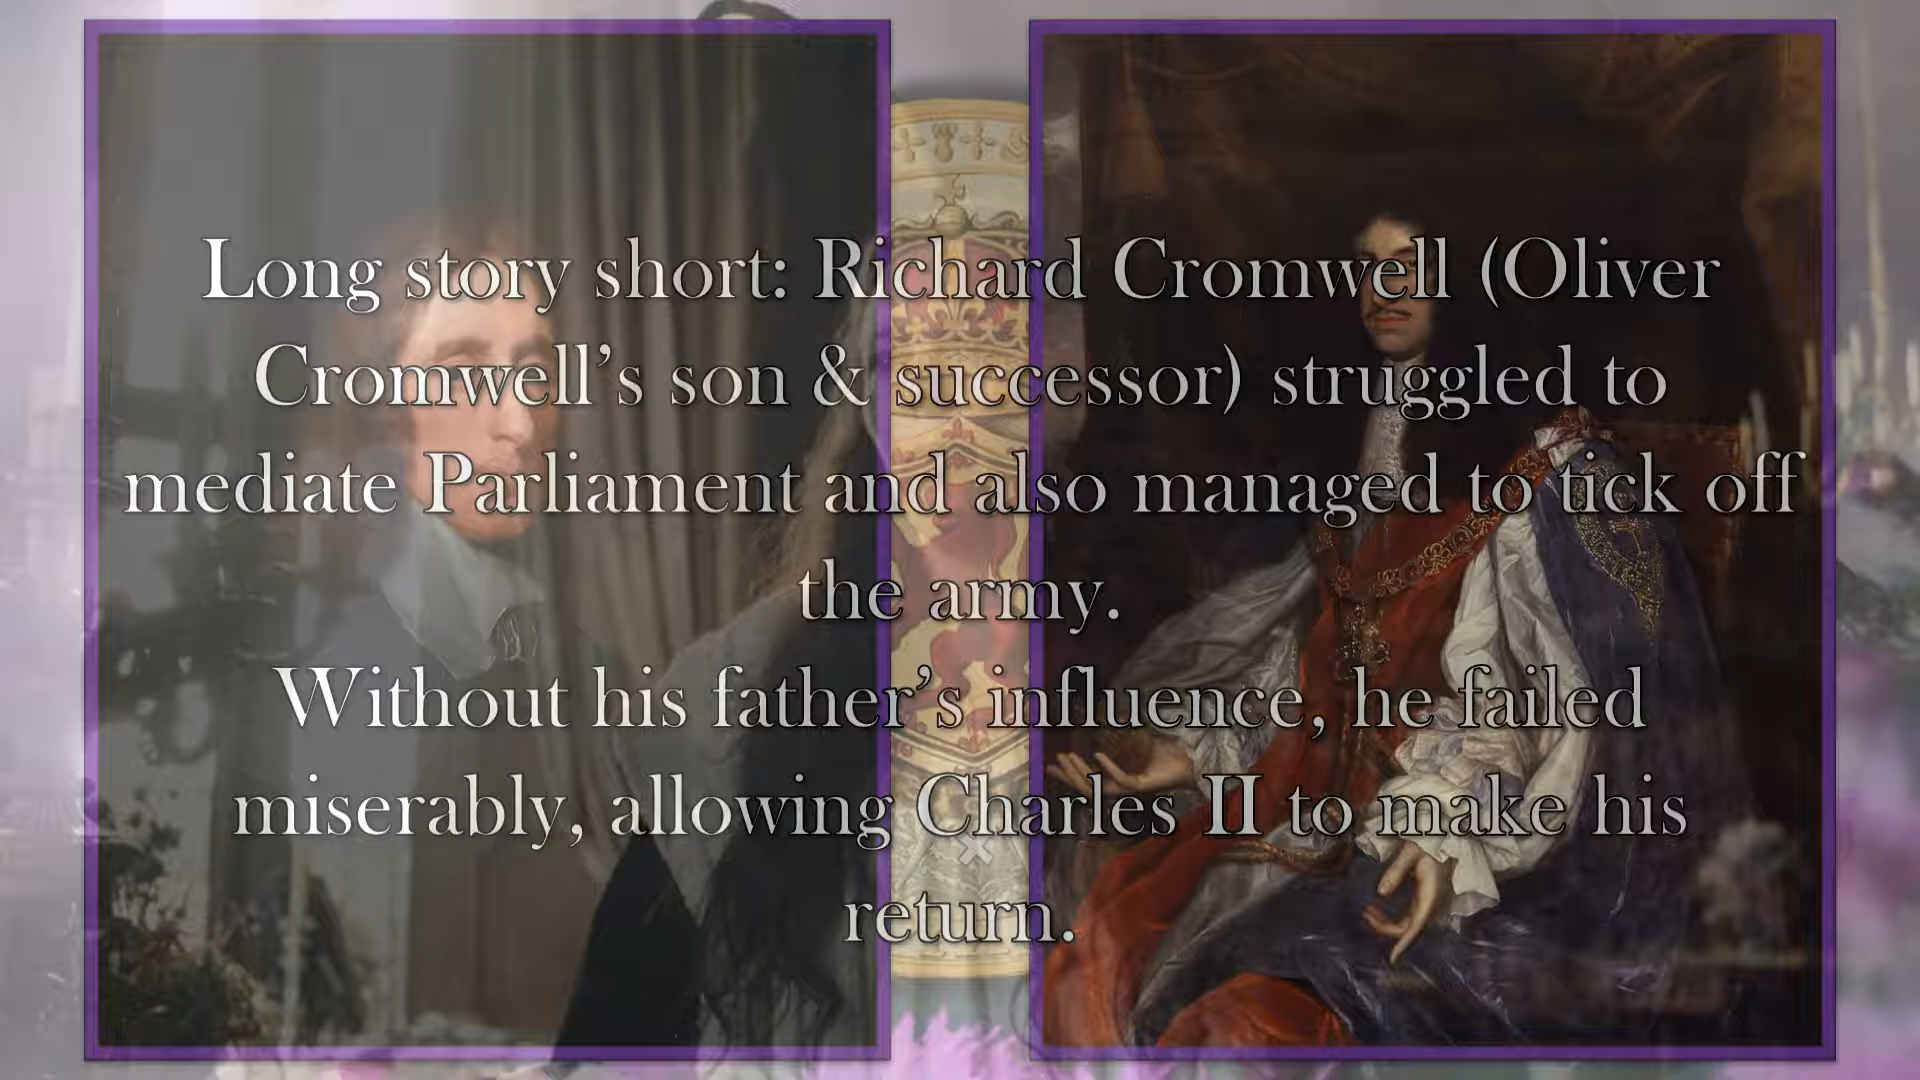 Long story short: Richard Cromwell (Oliver
Cromwell’s son & successor) struggled to
mediate Parliament and also managed to tick off
the army.
Without his father’s influence, he failed
miserably, allowing Charles II to make his
return.